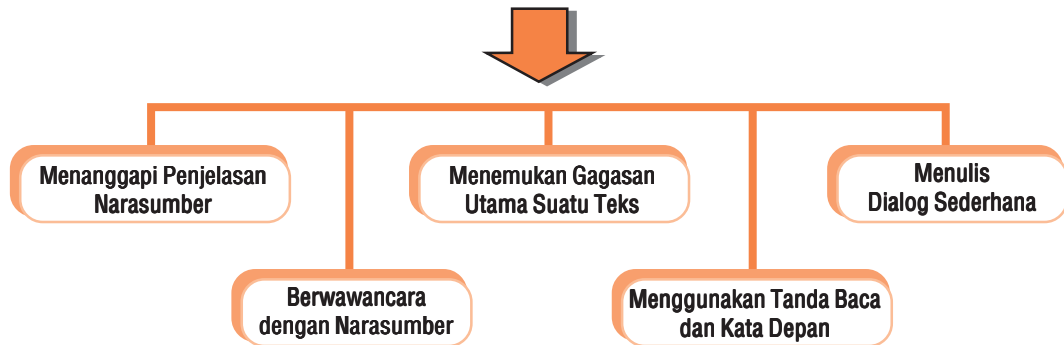 Menanggapi Penjelasan
Narasumber
Menemukan Gagasan
Utama Suatu Teks
Menulis
Dialog Sederhana
Berwawancara
dengan Narasumber
Menggunakan Tanda Baca
dan Kata Depan